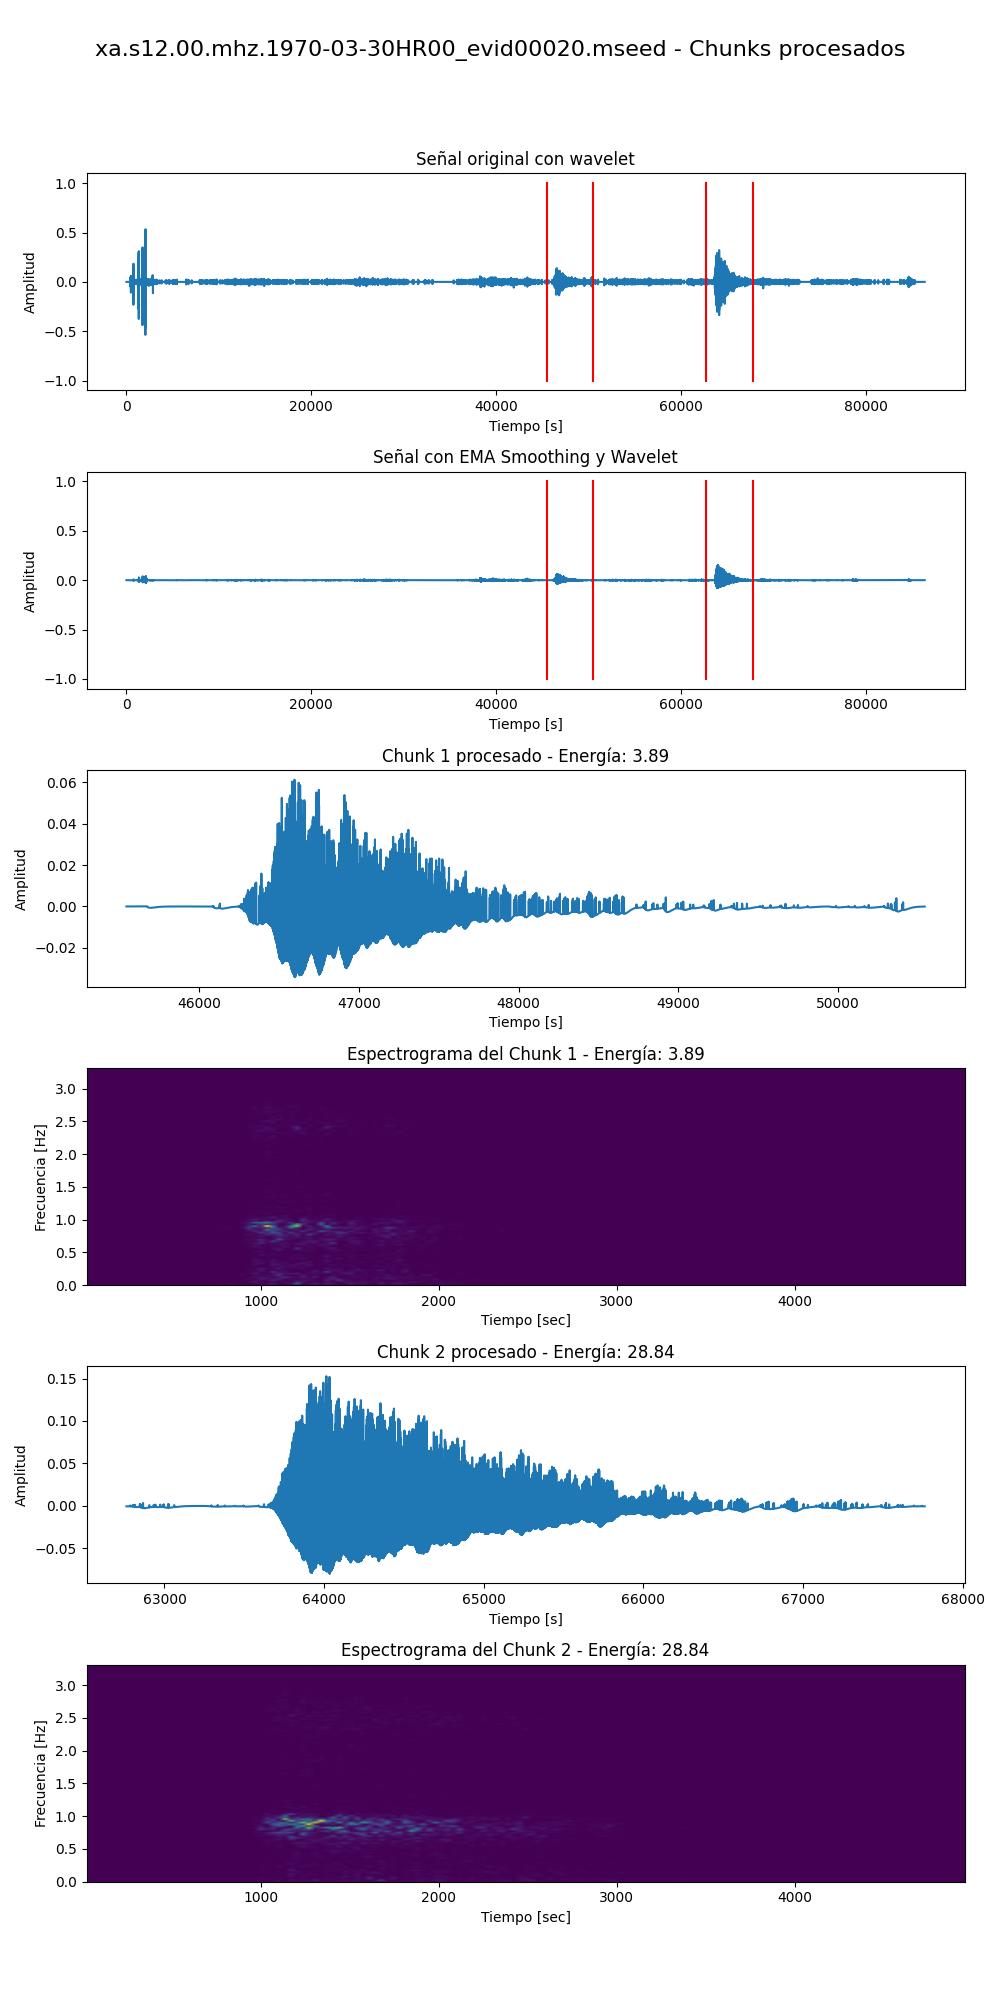 xa.s12.00.mhz.1970-03-30HR00_evid00020.mseed - Chunks procesados
Señal original con wavelet
1.0
0.5
0.0
−0.5
−1.0
Amplitud
0 20000 40000 60000 80000
Tiempo [s]
Señal con EMA Smoothing y Wavelet
1.0
0.5
0.0
−0.5
−1.0
Amplitud
0 20000 40000 60000 80000
Tiempo [s]
Chunk 1 procesado - Energía: 3.89
0.06
0.04
0.02
0.00
−0.02
Amplitud
46000 47000 48000 49000 50000
Tiempo [s]
Espectrograma del Chunk 1 - Energía: 3.89
3.0
2.5
2.0
1.5
1.0
0.5
0.0
Frecuencia [Hz]
1000 2000 3000 4000
Tiempo [sec]
Chunk 2 procesado - Energía: 28.84
0.15
0.10
0.05
0.00
−0.05
Amplitud
63000 64000 65000 66000 67000 68000
Tiempo [s]
Espectrograma del Chunk 2 - Energía: 28.84
3.0
2.5
2.0
1.5
1.0
0.5
0.0
Frecuencia [Hz]
1000 2000 3000 4000
Tiempo [sec]